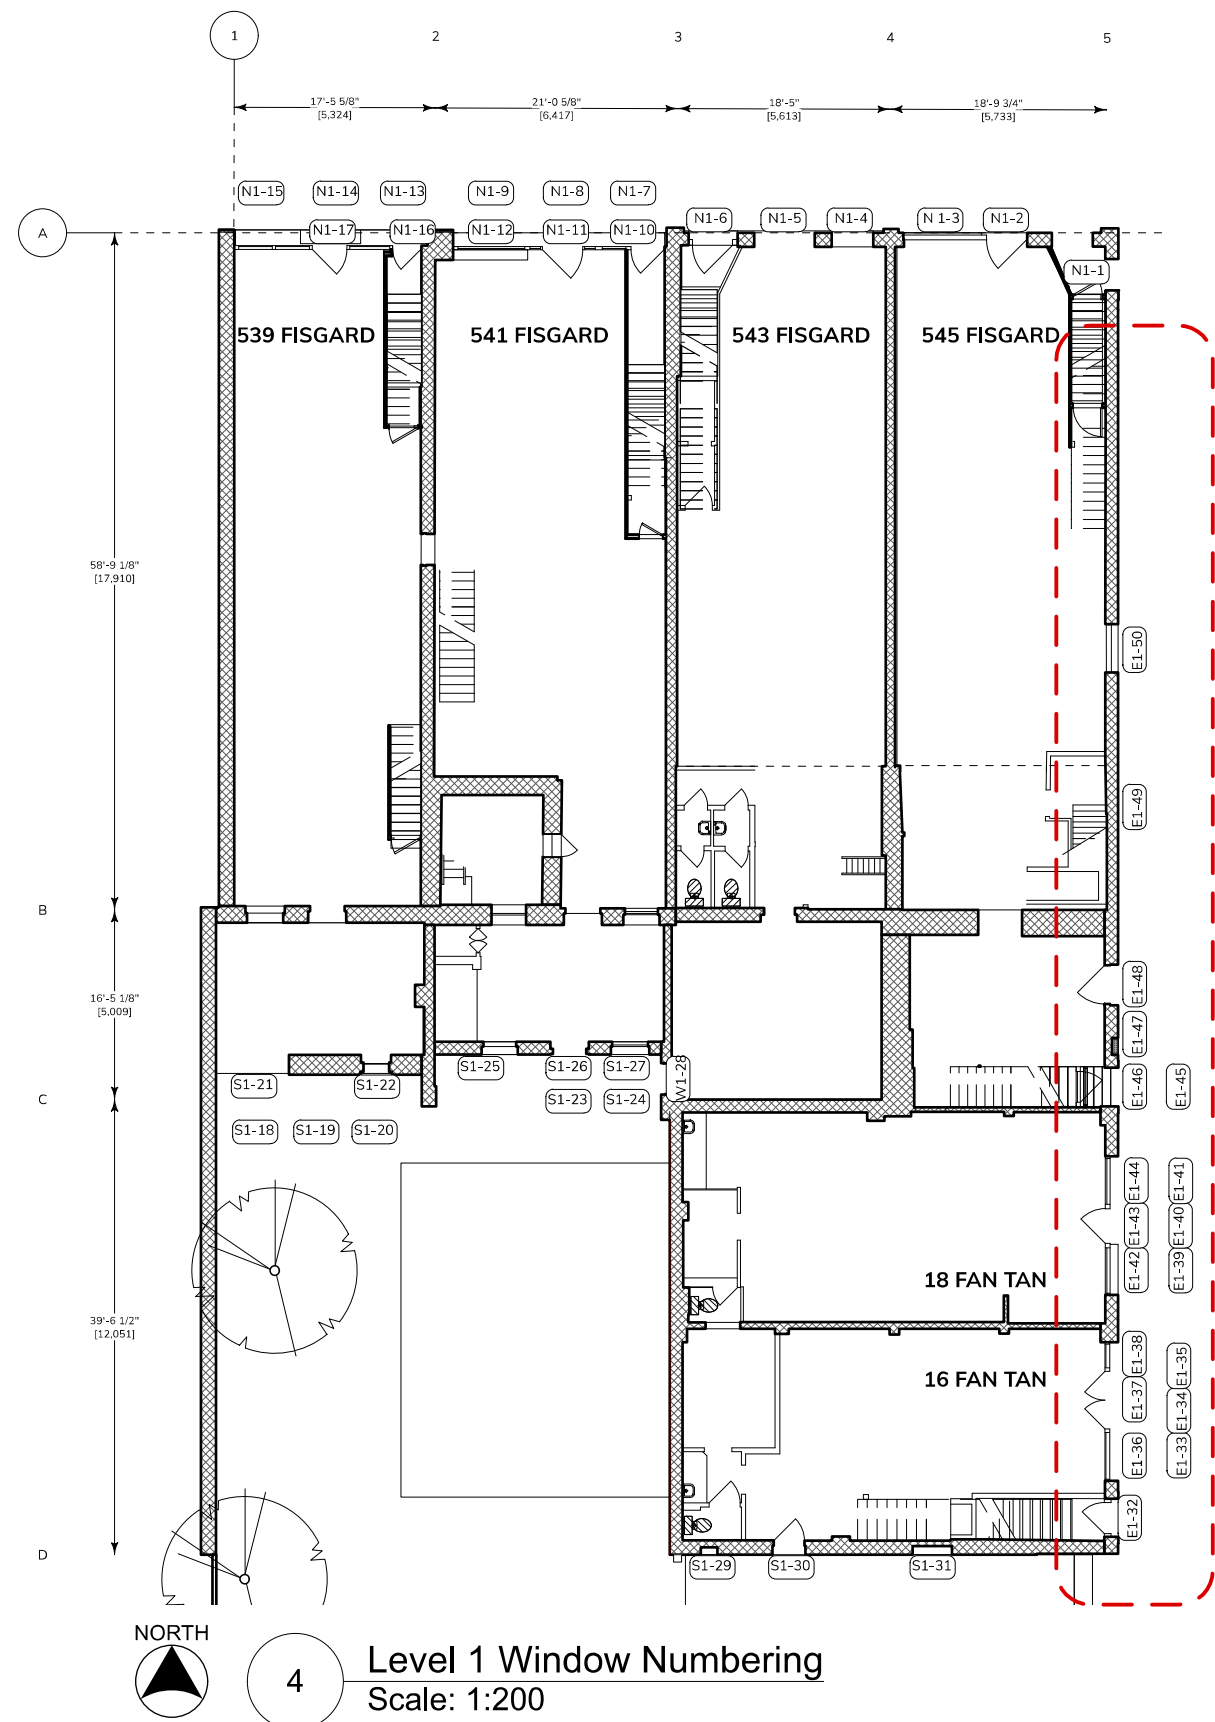 1 2 3 4 5
17'-5 5/8" 21'-0 5/8" 18'-5" 18'-9 3/4"
[5,324] [6,417] [5,613] [5,733]
N1-15 N1-14 N1-13 N1-9 N1-8 N1-7
N1-6 N1-5 N1-4 N 1-3 N1-2
A N1-17 N1-16 N1-12 N1-11 N1-10
N1-1
539 FISGARD 541 FISGARD 543 FISGARD 545 FISGARD
58'-9 1/8"
[17,910]
E1-50
E1-49
B
16'-5 1/8"
[5,009]
E1-48
E1-47
S1-25 S1-26 S1-27 W1-28
S1-21 S1-22 E1-46 E1-45
C S1-23 S1-24
S1-18 S1-19 S1-20
E1-44 E1-41
E1-43 E1-40
E1-42 E1-39
18 FAN TAN
39'-6 1/2"
[12,051]
E1-38 E1-35
16 FAN TAN
E1-37 E1-34
E1-36 E1-33
E1-32
D
S1-29 S1-30 S1-31
NORTH
4
Level 1 Window Numbering
Scale: 1:200